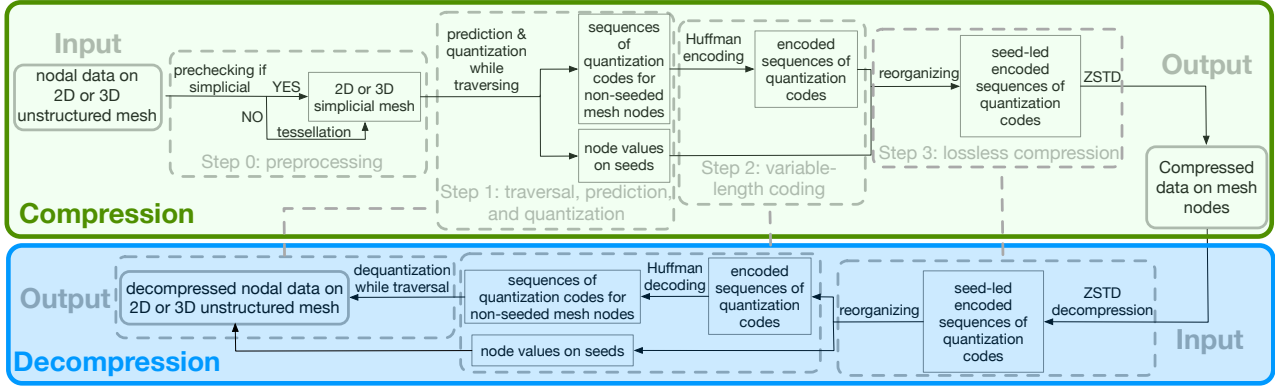 Input
nodal data on
2D or 3D
unstructured mesh
prechecking if
simplicial
YES
NO
tessellation
2D or 3D
simplicial mesh
Step 0: preprocessing
prediction &
quantization
while
traversing
sequences
of
quantization
codes for
non-seeded
mesh nodes
node values
on seeds
Step 1: traversal, prediction,
and quantization
Huffman
encoding
encoded
sequences of
quantization
codes
Step 2: variable-
length coding
reorganizing
seed-led
encoded
sequences of
quantization
codes
ZSTD
Step 3: lossless compression
Output
Compressed
data on mesh
nodes
Compression
Output
decompressed nodal data on
2D or 3D unstructured mesh
dequantization
while traversal
sequences of
quantization codes for
non-seeded mesh nodes
node values on seeds
Huffman
decoding
encoded
sequences of
quantization
codes
reorganizing
seed-led
encoded
sequences of
quantization
codes
ZSTD
decompression
Input
Decompression